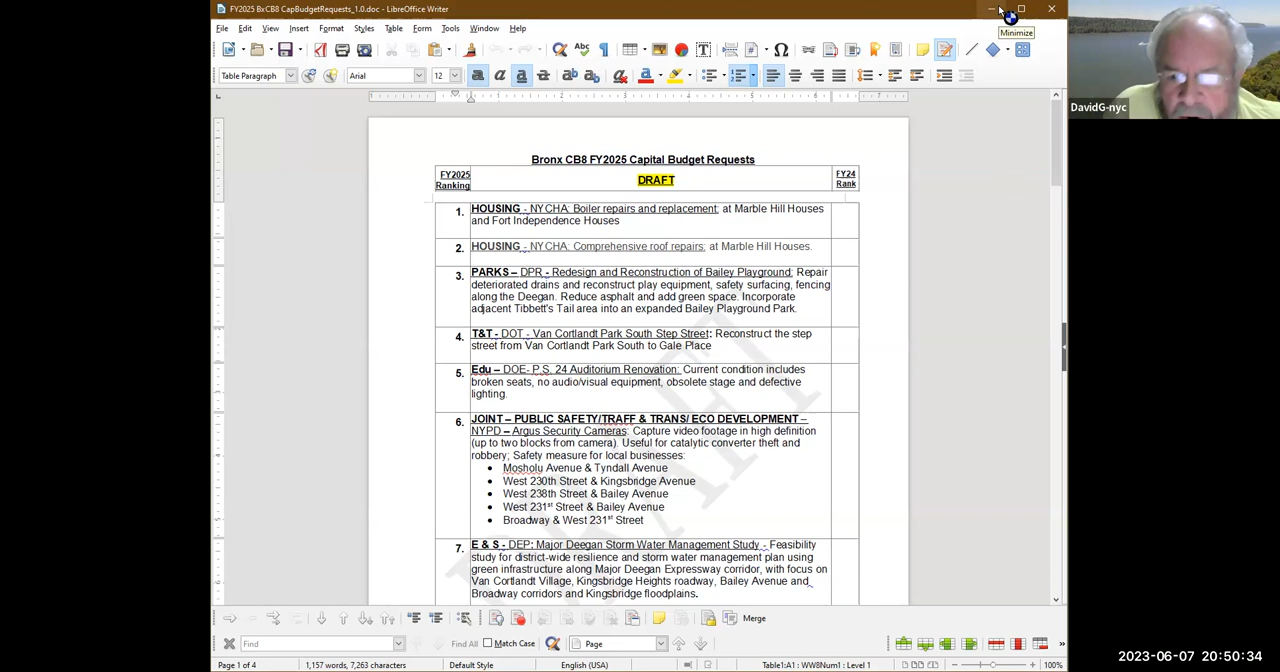 FY2025 BxCB8 CapBudgetRequests_1.0.doc - LibreOffice Writer
Minimize
File Edit View Insert Format Styles Table Form Tools Window Help
Table Paragraph Arial 12
DavidG-nyc
Bronx CB8 FY2025 Capital Budget Requests
FY2025 Ranking
DRAFT
FY24 Rank
1. HOUSING - NYCHA: Boiler repairs and replacement: at Marble Hill Houses
and Fort Independence Houses
2. HOUSING - NYCHA: Comprehensive roof repairs: at Marble Hill Houses.
3. PARKS – DPR - Redesign and Reconstruction of Bailey Playground: Repair
deteriorated drains and reconstruct play equipment, safety surfacing, fencing
along the Deegan. Reduce asphalt and add green space. Incorporate
adjacent Tibbett's Tail area into an expanded Bailey Playground Park.
4. T&T - DOT - Van Cortlandt Park South Step Street: Reconstruct the step
street from Van Cortlandt Park South to Gale Place
5. Edu – DOE- P.S. 24 Auditorium Renovation: Current condition includes
broken seats, no audio/visual equipment, obsolete stage and defective
lighting.
6. JOINT – PUBLIC SAFETY/TRAFF & TRANS/ ECO DEVELOPMENT –
NYPD – Argus Security Cameras: Capture video footage in high definition
(up to two blocks from camera). Useful for catalytic converter theft and
robbery; Safety measure for local businesses:
• Mosholu Avenue & Tyndall Avenue
• West 230th Street & Kingsbridge Avenue
• West 238th Street & Bailey Avenue
• West 231st Street & Bailey Avenue
• Broadway & West 231st Street
7. E & S - DEP: Major Deegan Storm Water Management Study - Feasibility
study for district-wide resilience and storm water management plan using
green infrastructure along Major Deegan Expressway corridor, with focus on
Van Cortlandt Village, Kingsbridge Heights roadway, Bailey Avenue and
Broadway corridors and Kingsbridge floodplains.
Merge
Find Find All Match Case Page
Page 1 of 4 1,157 words, 7,263 characters Default Style English (USA) Table1:A1 : WW8Num1 : Level 1 100%
2023-06-07 20:50:34